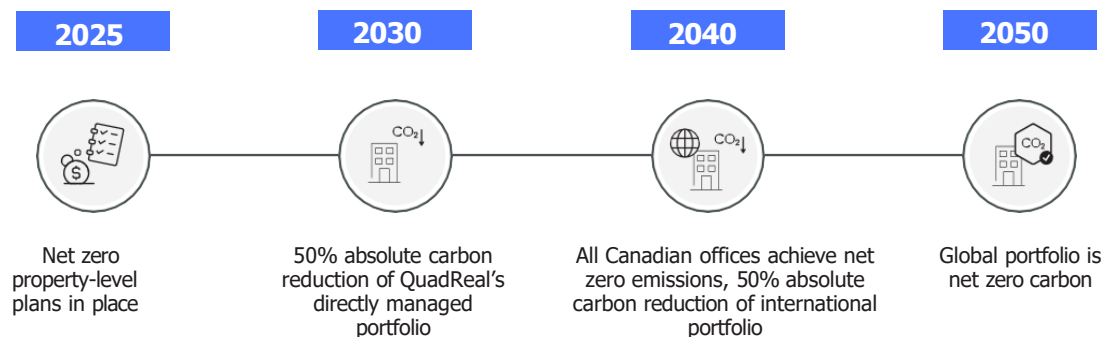 2025
2030
2040
2050
$
CO₂↓
CO₂↓
CO₂
Net zero
property-level
plans in place
50% absolute carbon
reduction of QuadReal’s
directly managed
portfolio
All Canadian offices achieve net
zero emissions, 50% absolute
carbon reduction of international
portfolio
Global portfolio is
net zero carbon